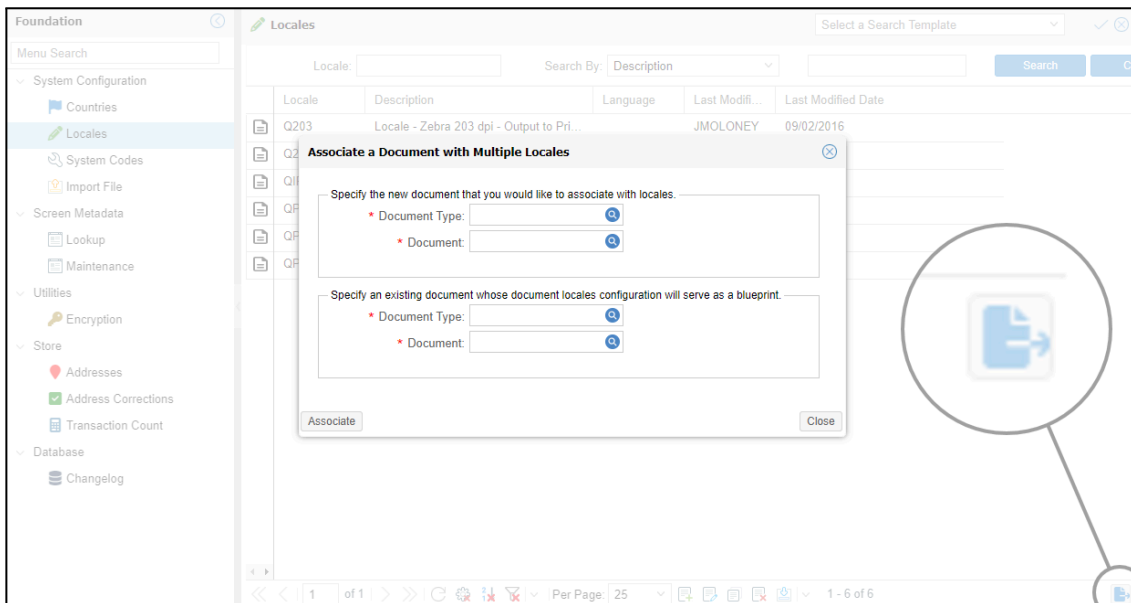 Foundation
Menu Search
System Configuration
Countries
Locales
System Codes
Import File
Screen Metadata
Lookup
Maintenance
Utilities
Encryption
Store
Addresses
Address Corrections
Transaction Count
Database
Changelog
Locales
Select a Search Template
Locale:
Search By: Description
Search
C
Locale Description Language Last Modifi... Last Modified Date
Q203 Locale - Zebra 203 dpi - Output to Pri... JMOLONEY 09/02/2016
Associate a Document with Multiple Locales
Specify the new document that you would like to associate with locales.
* Document Type:
* Document:
Specify an existing document whose document locales configuration will serve as a blueprint.
* Document Type:
* Document:
Associate
Close
1 of 1 Per Page: 25 1 - 6 of 6